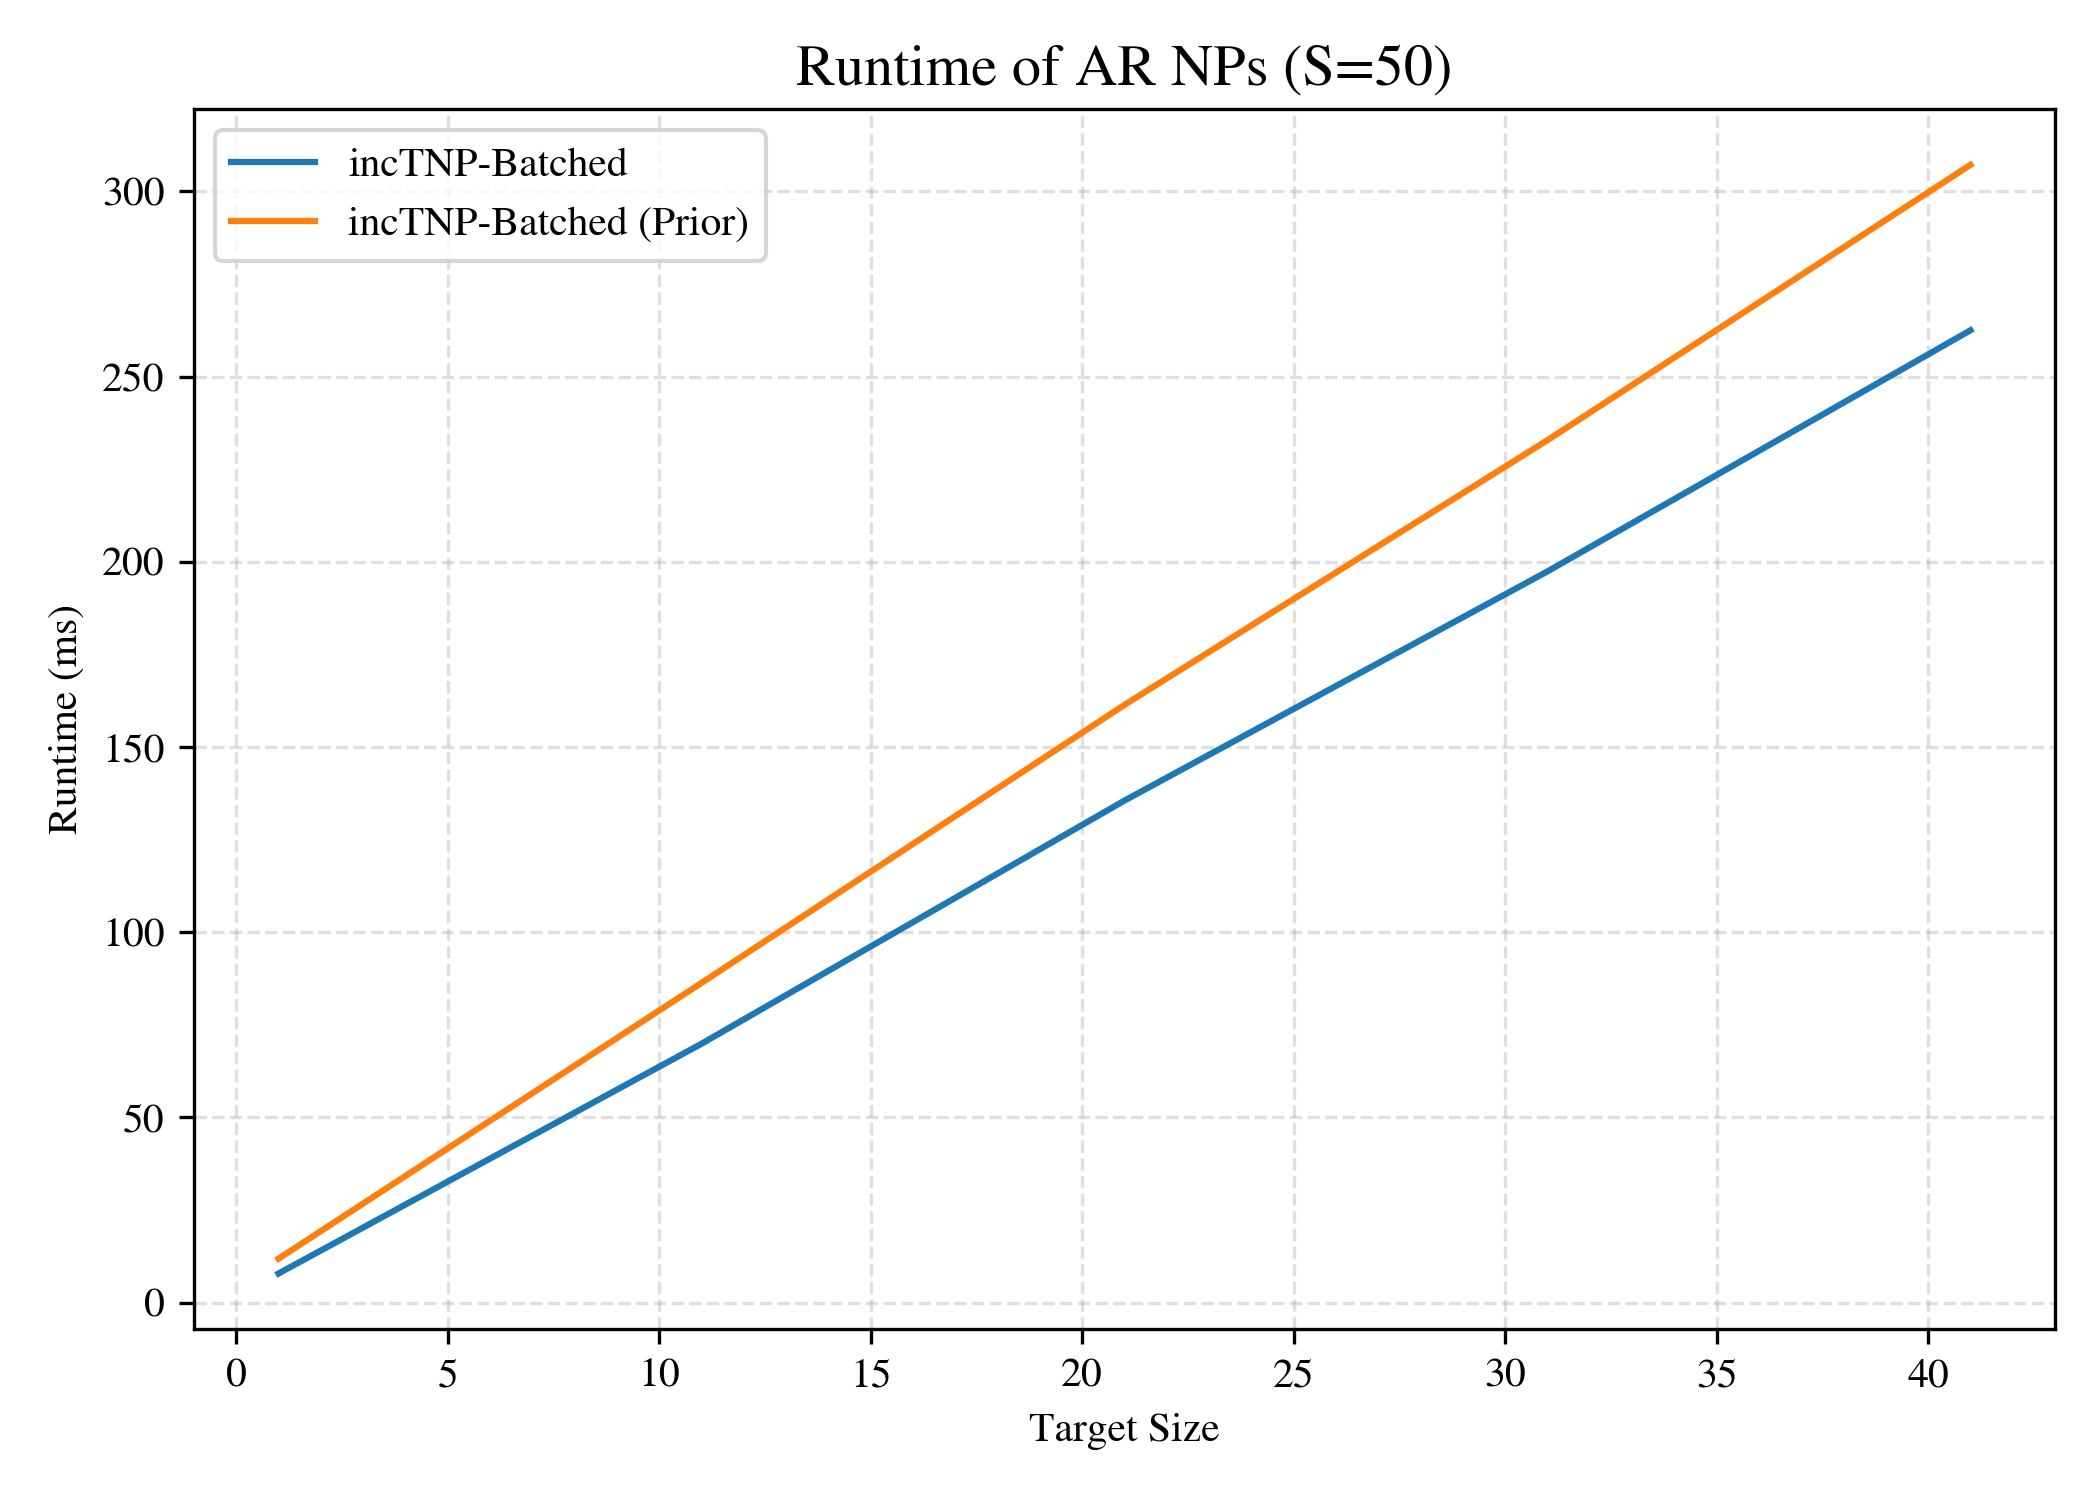 Runtime of AR NPs (S=50)
incTNP-Batched
incTNP-Batched (Prior)
Runtime (ms)
300
250
200
150
100
50
0
0 5 10 15 20 25 30 35 40
Target Size